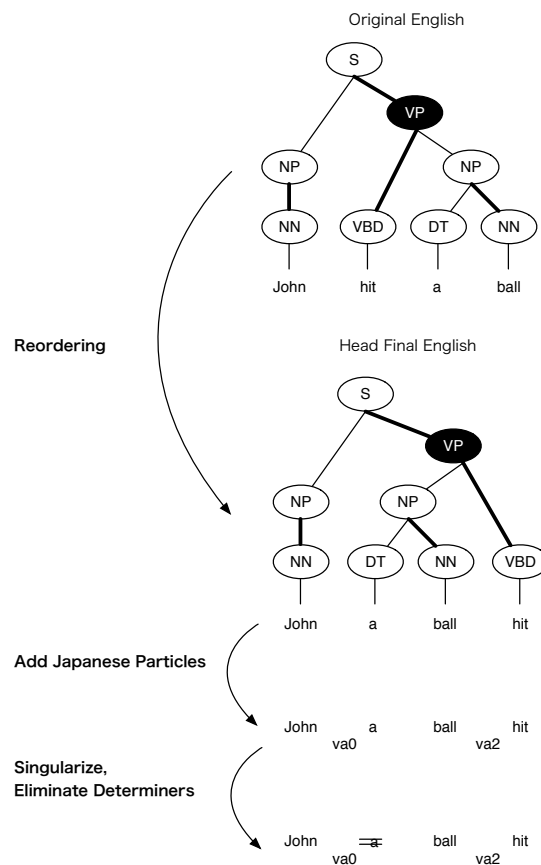 Original English
S
VP
NP NP
NN VBD DT NN
John hit a ball
Reordering
Head Final English
S
VP
NP NP
NN DT NN VBD
John a ball hit
Add Japanese Particles
John a ball hit
va0 va2
Singularize,
Eliminate Determiners
John a ball hit
va0 va2